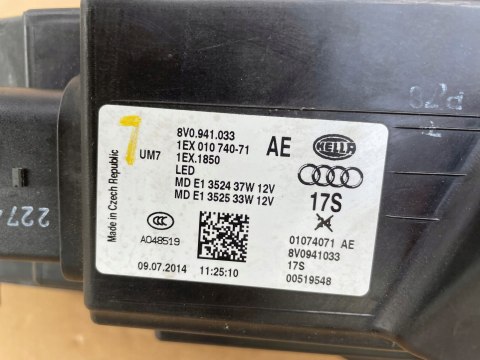 7
UM7
Made in Czech Republic
8V0.941.033
1EX 010 740-71
1EX.1850
LED
MD E1 3524 37W 12V
MD E1 3525 33W 12V
AE
HELLA
17S
CCC
A048519
09.07.2014
11:25:10
01074071 AE
8V0941033
17S
00519548
2274